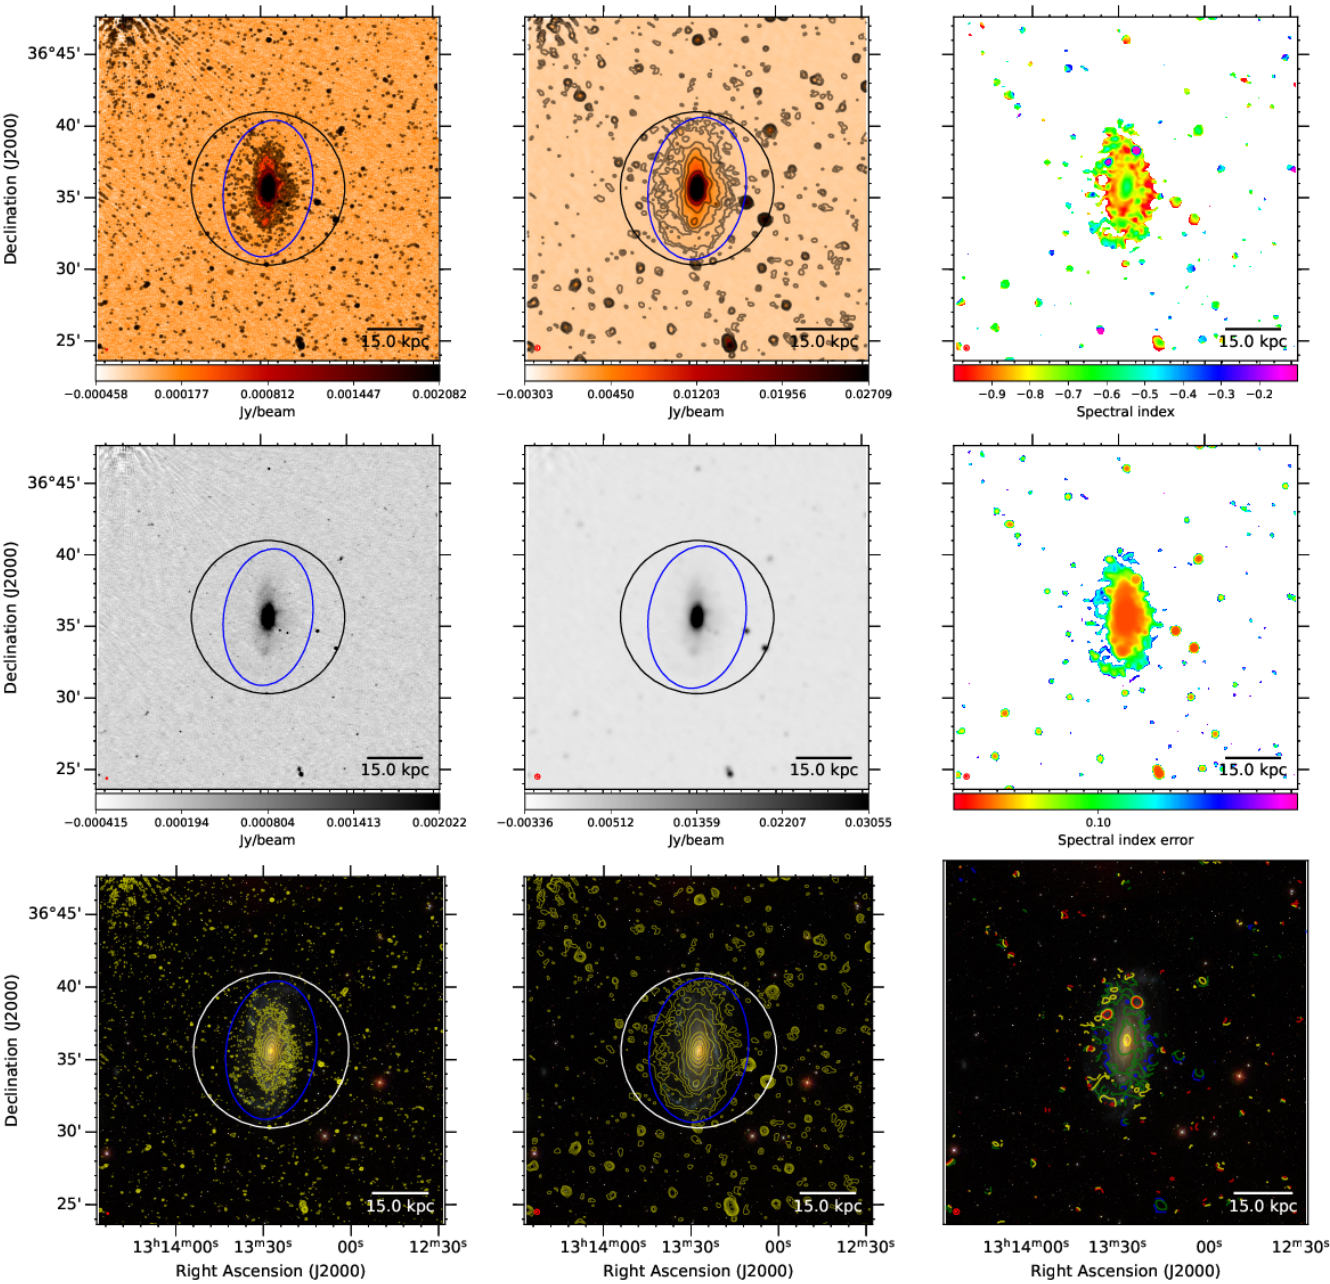 36°45'
40'
35'
30'
25'
Declination (J2000)
15.0 kpc
15.0 kpc
15.0 kpc
−0.000458 0.000177 0.000812 0.001447 0.002082
Jy/beam
−0.00303 0.00450 0.01203 0.01956 0.02709
Jy/beam
−0.9 −0.8 −0.7 −0.6 −0.5 −0.4 −0.3 −0.2
Spectral index
36°45'
40'
35'
30'
25'
Declination (J2000)
15.0 kpc
15.0 kpc
15.0 kpc
−0.000415 0.000194 0.000804 0.001413 0.002022
Jy/beam
−0.00336 0.00512 0.01359 0.02207 0.03055
Jy/beam
0.10
Spectral index error
36°45'
40'
35'
30'
25'
Declination (J2000)
15.0 kpc
15.0 kpc
15.0 kpc
13ʰ14ᵐ00ˢ 13ᵐ30ˢ 00ˢ 12ᵐ30ˢ
Right Ascension (J2000)
13ʰ14ᵐ00ˢ 13ᵐ30ˢ 00ˢ 12ᵐ30ˢ
Right Ascension (J2000)
13ʰ14ᵐ00ˢ 13ᵐ30ˢ 00ˢ 12ᵐ30ˢ
Right Ascension (J2000)